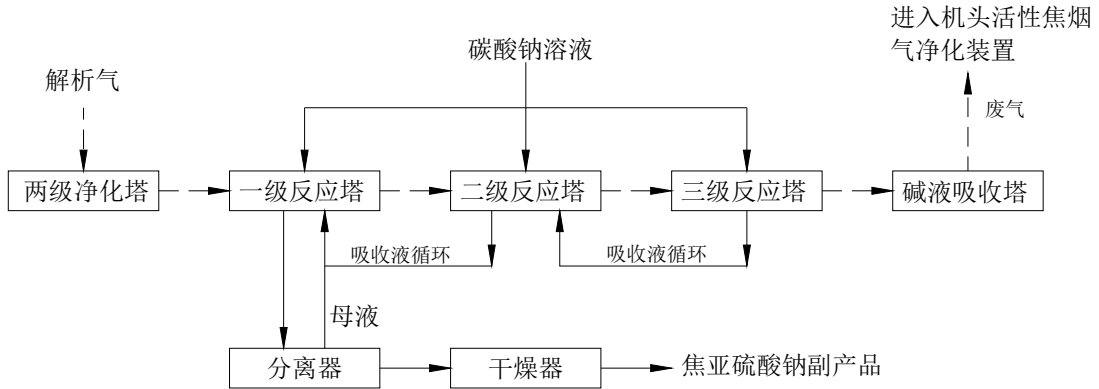 进入机头活性焦烟
气净化装置
碳酸钠溶液
解析气
废气
两级净化塔
一级反应塔
二级反应塔
三级反应塔
碱液吸收塔
吸收液循环
吸收液循环
母液
分离器
干燥器
焦亚硫酸钠副产品